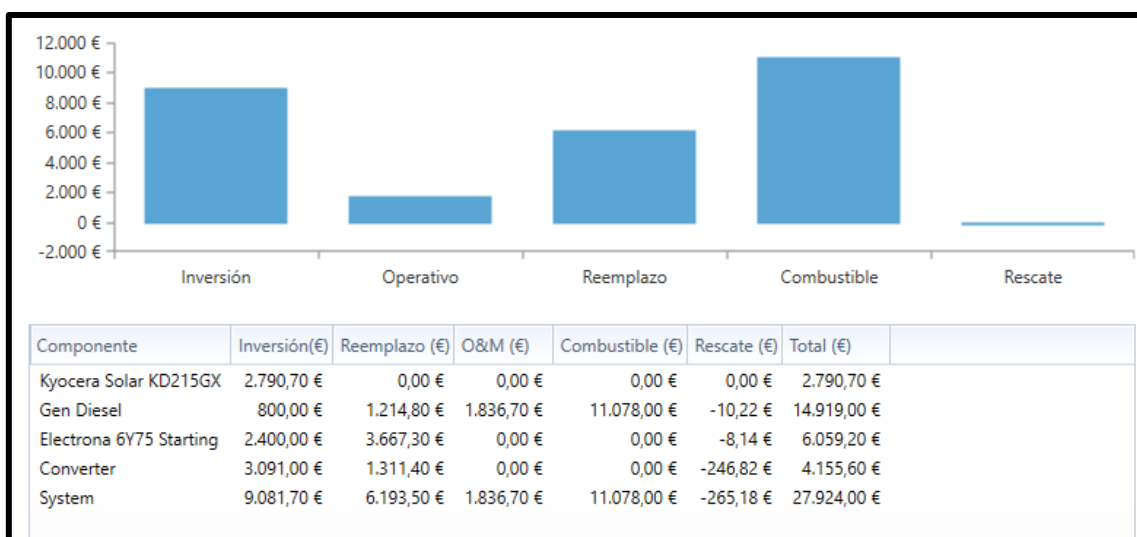 12.000 €
10.000 €
8.000 €
6.000 €
4.000 €
2.000 €
0 €
-2.000 €
Inversión Operativo Reemplazo Combustible Rescate
Componente Inversión(€) Reemplazo (€) O&M (€) Combustible (€) Rescate (€) Total (€)
Kyocera Solar KD215GX 2.790,70 € 0,00 € 0,00 € 0,00 € 0,00 € 2.790,70 €
Gen Diesel 800,00 € 1.214,80 € 1.836,70 € 11.078,00 € -10,22 € 14.919,00 €
Electrona 6Y75 Starting 2.400,00 € 3.667,30 € 0,00 € 0,00 € -8,14 € 6.059,20 €
Converter 3.091,00 € 1.311,40 € 0,00 € 0,00 € -246,82 € 4.155,60 €
System 9.081,70 € 6.193,50 € 1.836,70 € 11.078,00 € -265,18 € 27.924,00 €